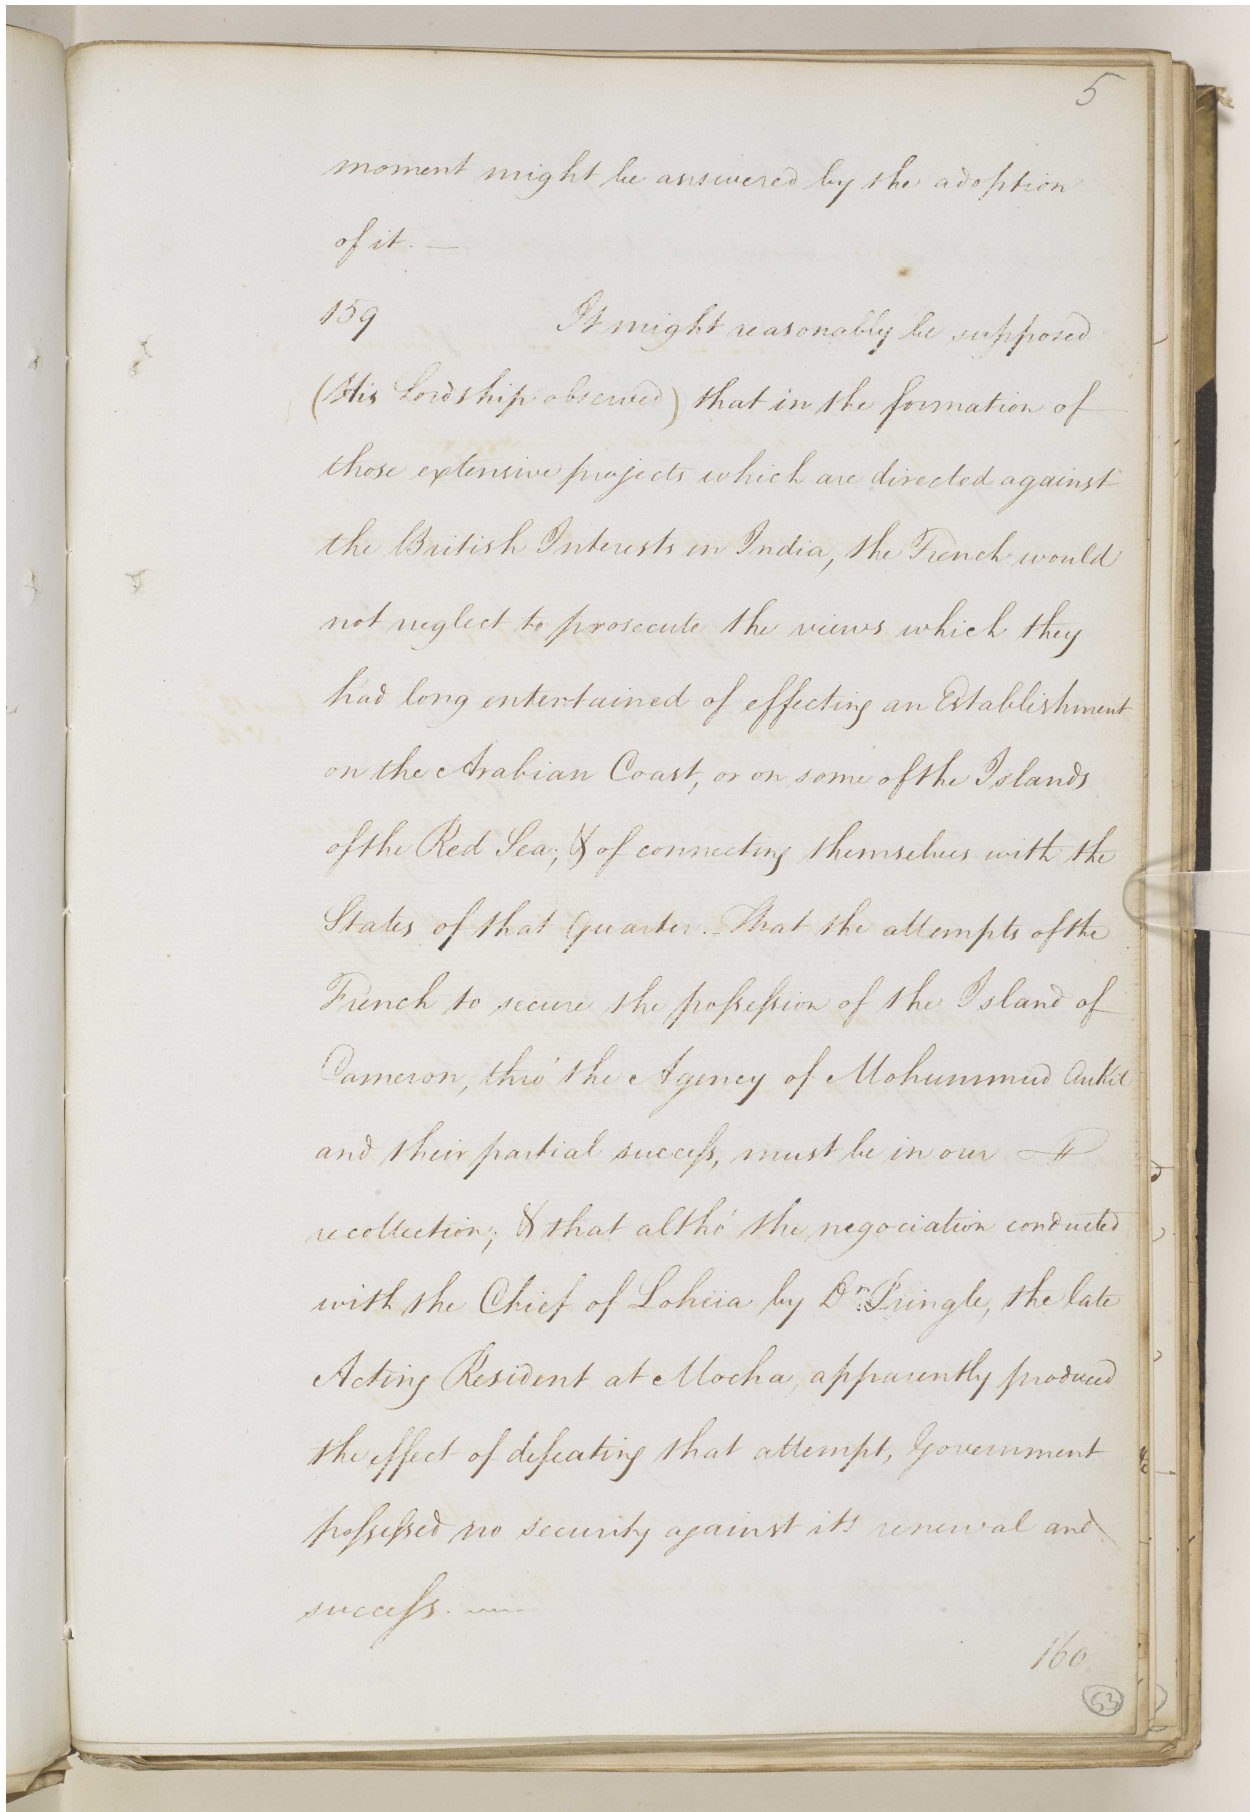 5
moment might be answered by the adoption
of it. —
159 It might reasonably be supposed
(His Lordship observed) that in the formation of
those extensive projects which are directed against
the British Interests in India, the French would
not neglect to prosecute the views which they
had long entertained of effecting an Establishment
on the Arabian Coast, or on some of the Islands
of the Red Sea; & of connecting themselves with the
States of that Quarter. – That the attempts of the
French to secure the poſseſsion of the Island of
Cameron, thro' the Agency of Mohummud Aukil
and their partial succeſs, must be in our
recollection; & that altho' the negociation conducted
with the Chief of Loheia by Dr. Pringle, the late
Acting Resident at Mocha, apparently produced
the effect of defeating that attempt, Government
poſseſsed no security against its renewal and
succeſs. —
160
53